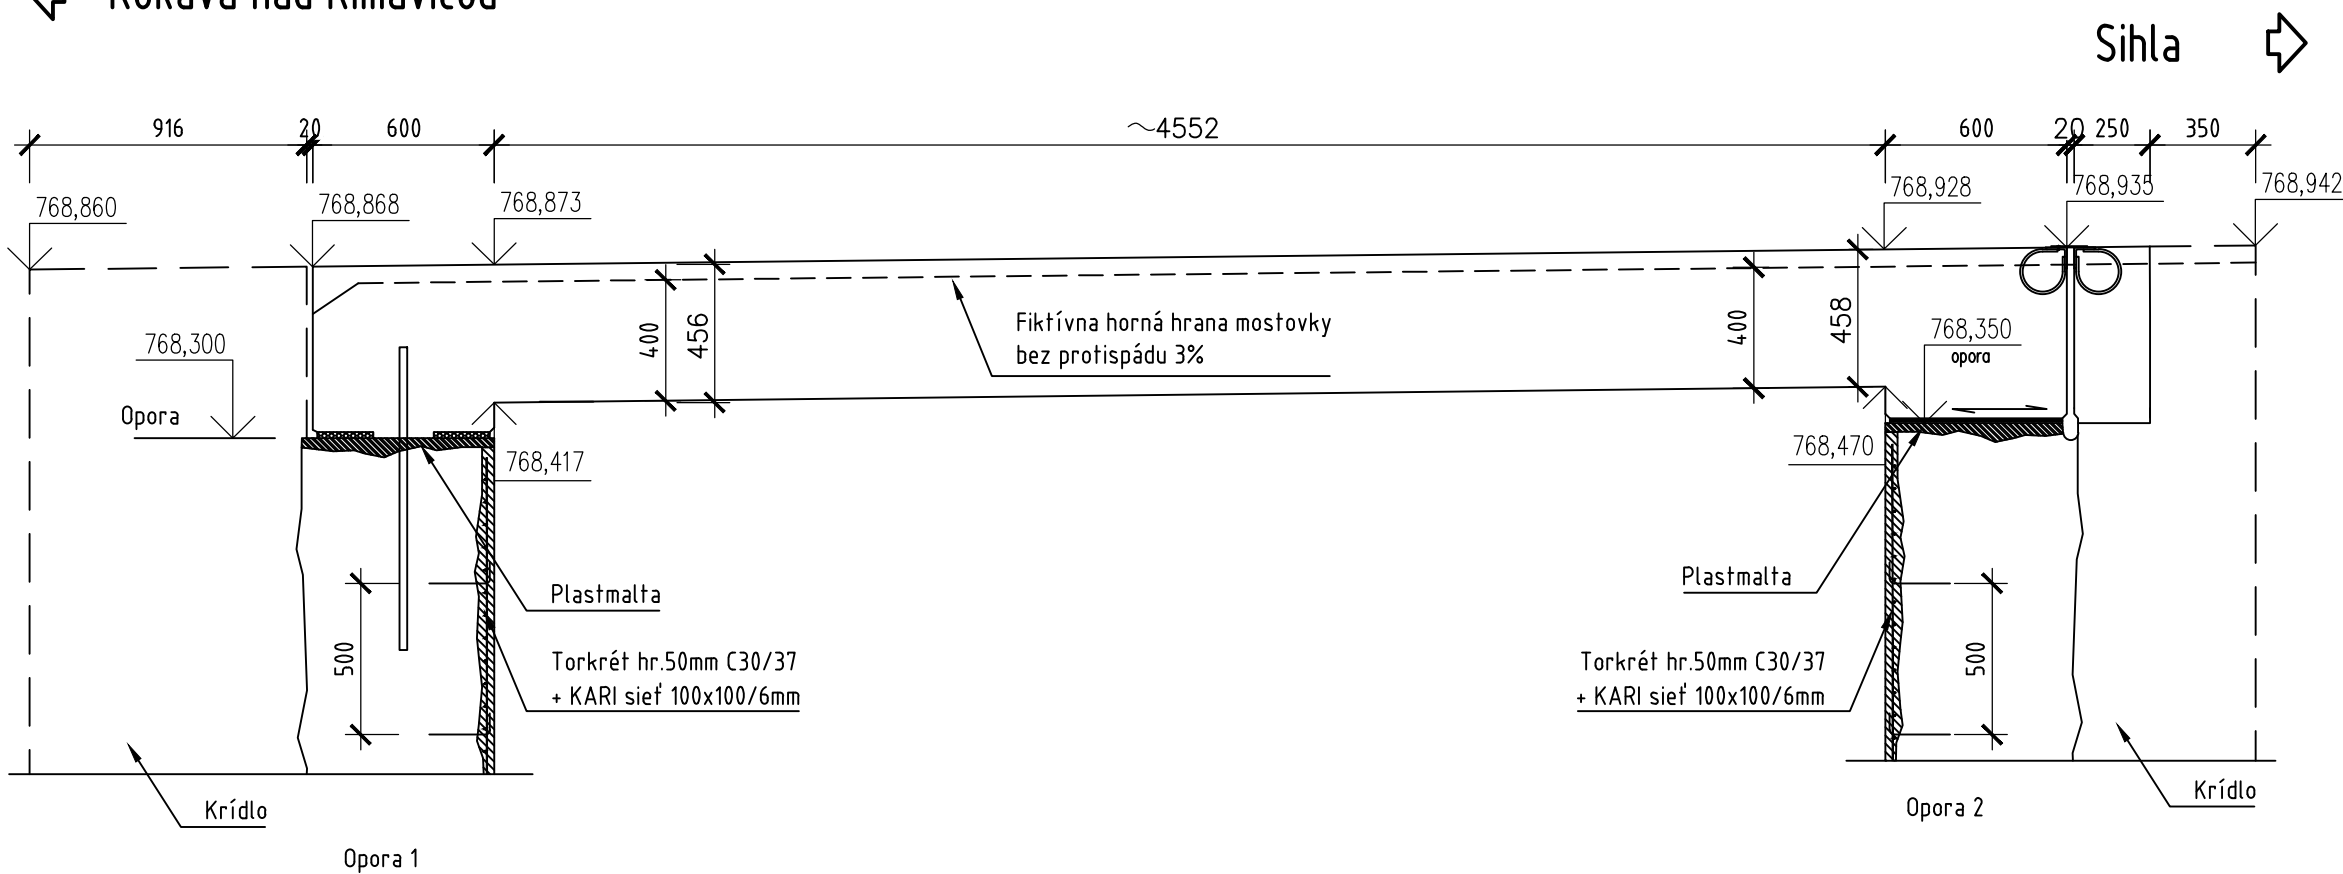 Sihla
916
20
600
~4552
600
20
250
350
768,860
768,868
768,873
768,928
768,935
768,942
400
456
Fiktívna horná hrana mostovky
bez protispádu 3%
400
458
768,350
opora
768,300
Opora
768,417
768,470
Plastmalta
Plastmalta
500
Torkrét hr.50mm C30/37
+ KARI sieť 100x100/6mm
Torkrét hr.50mm C30/37
+ KARI sieť 100x100/6mm
500
Krídlo
Krídlo
Opora 1
Opora 2